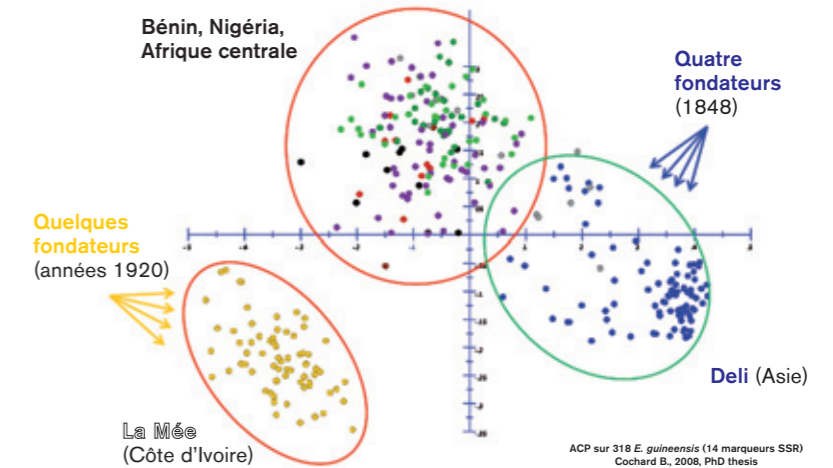 Bénin, Nigéria,
Afrique centrale
Quatre
fondateurs
(1848)
Quelques
fondateurs
(années 1920)
Deli (Asie)
La Mée
(Côte d'Ivoire)
ACP sur 318 E. guineensis (14 marqueurs SSR)
Cochard B., 2008, PhD thesis